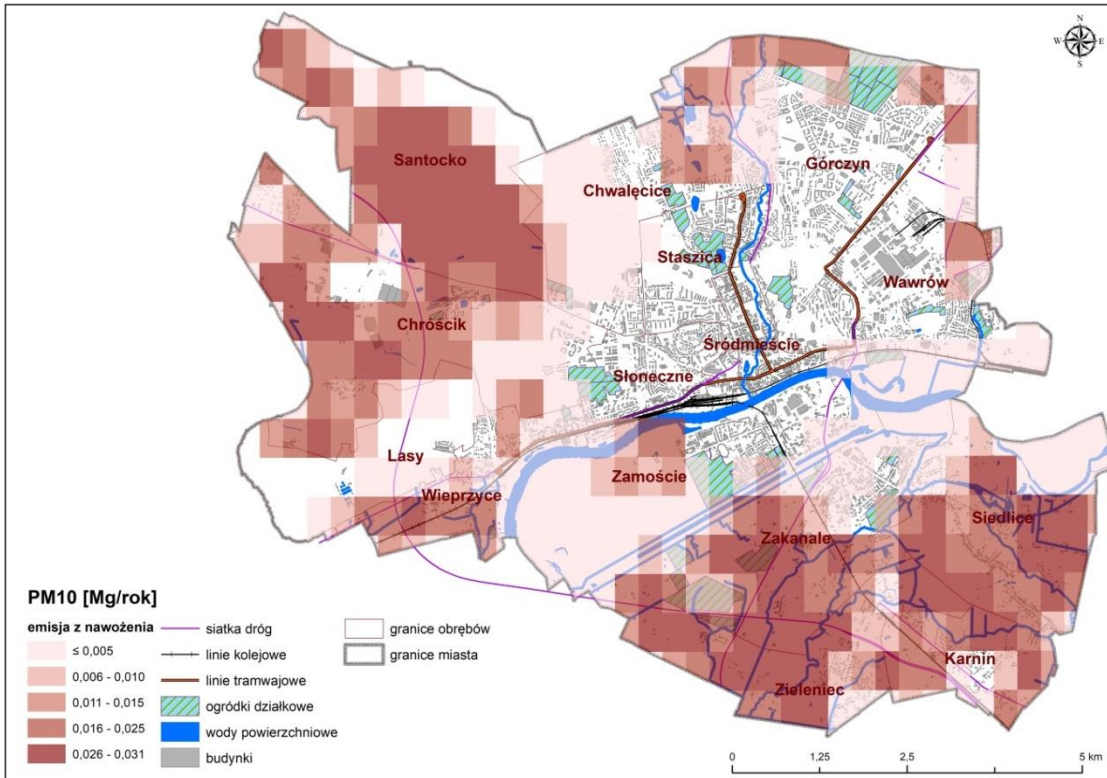 N
W E
S
Santocko
Górczyn
Chwalęcice
Staszica
Wawrów
Chróścik
Śródmieście
Słoneczne
Lasy
Zamoście
Wieprzyce
Siedlice
Zakanale
Karnin
Zieleniec
PM10 [Mg/rok]
emisja z nawożenia
≤ 0,005
0,006 - 0,010
0,011 - 0,015
0,016 - 0,025
0,026 - 0,031
siatka dróg
linie kolejowe
linie tramwajowe
ogródki działkowe
wody powierzchniowe
budynki
granice obrębów
granice miasta
0 1,25 2,5 5 km